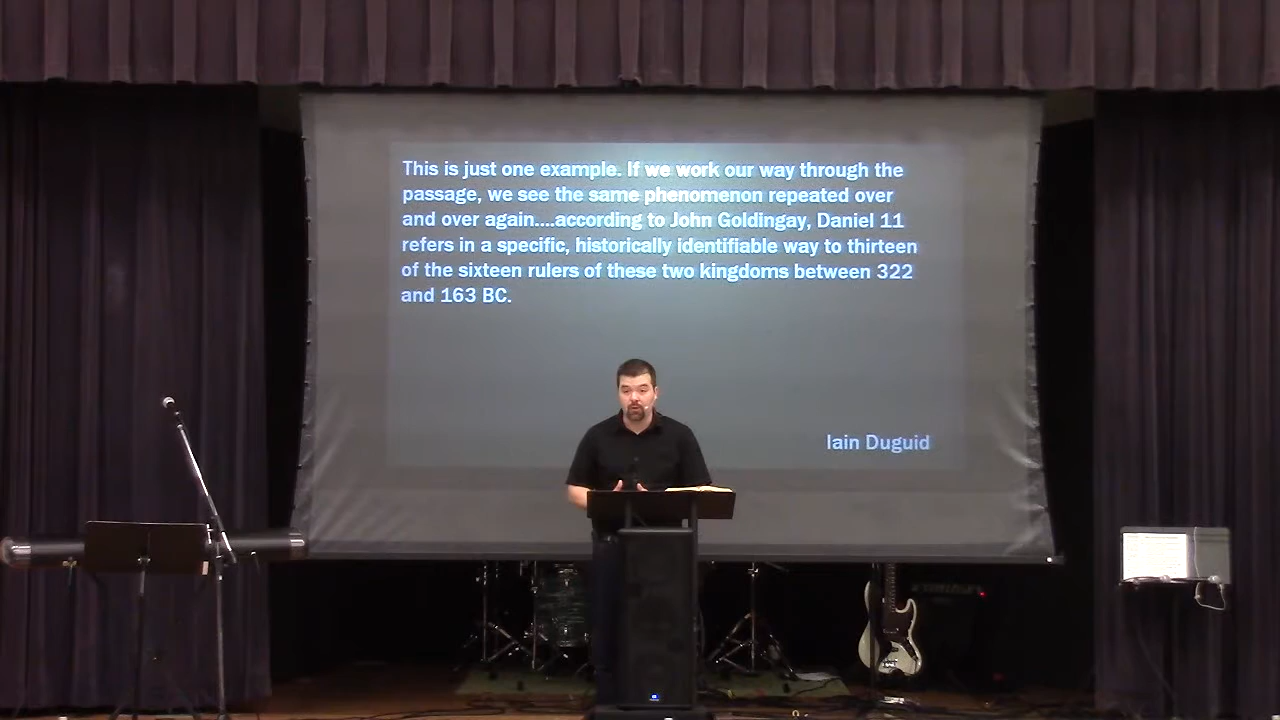 This is just one example. If we work our way through the
passage, we see the same phenomenon repeated over
and over again....according to John Goldingay, Daniel 11
refers in a specific, historically identifiable way to thirteen
of the sixteen rulers of these two kingdoms between 322
and 163 BC.
Iain Duguid